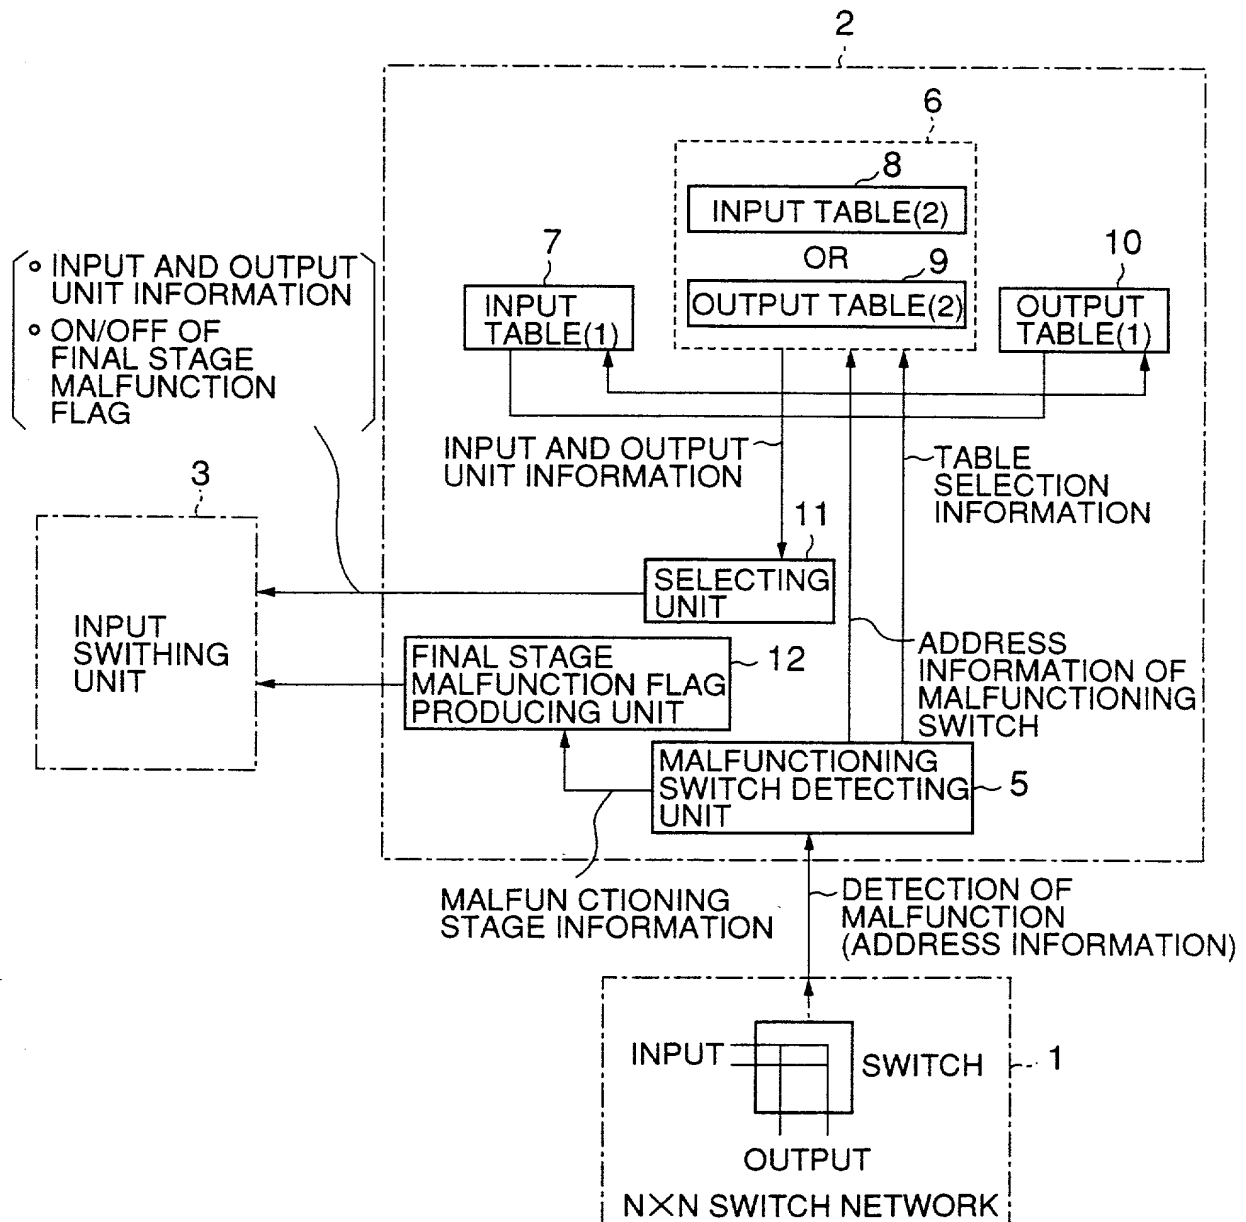 2
6
8
INPUT TABLE(2)
OR
9
OUTPUT TABLE(2)
7
INPUT
TABLE(1)
10
OUTPUT
TABLE(1)
INPUT AND OUTPUT
UNIT INFORMATION
ON/OFF OF
FINAL STAGE
MALFUNCTION
FLAG
INPUT AND OUTPUT
UNIT INFORMATION
TABLE
SELECTION
INFORMATION
3
INPUT
SWITHING
UNIT
11
SELECTING
UNIT
FINAL STAGE
MALFUNCTION FLAG
PRODUCING UNIT
12
ADDRESS
INFORMATION OF
MALFUNCTIONING
SWITCH
MALFUNCTIONING
SWITCH DETECTING
UNIT
5
MALFUN CTIONING
STAGE INFORMATION
DETECTION OF
MALFUNCTION
(ADDRESS INFORMATION)
INPUT
SWITCH
1
OUTPUT
N×N SWITCH NETWORK